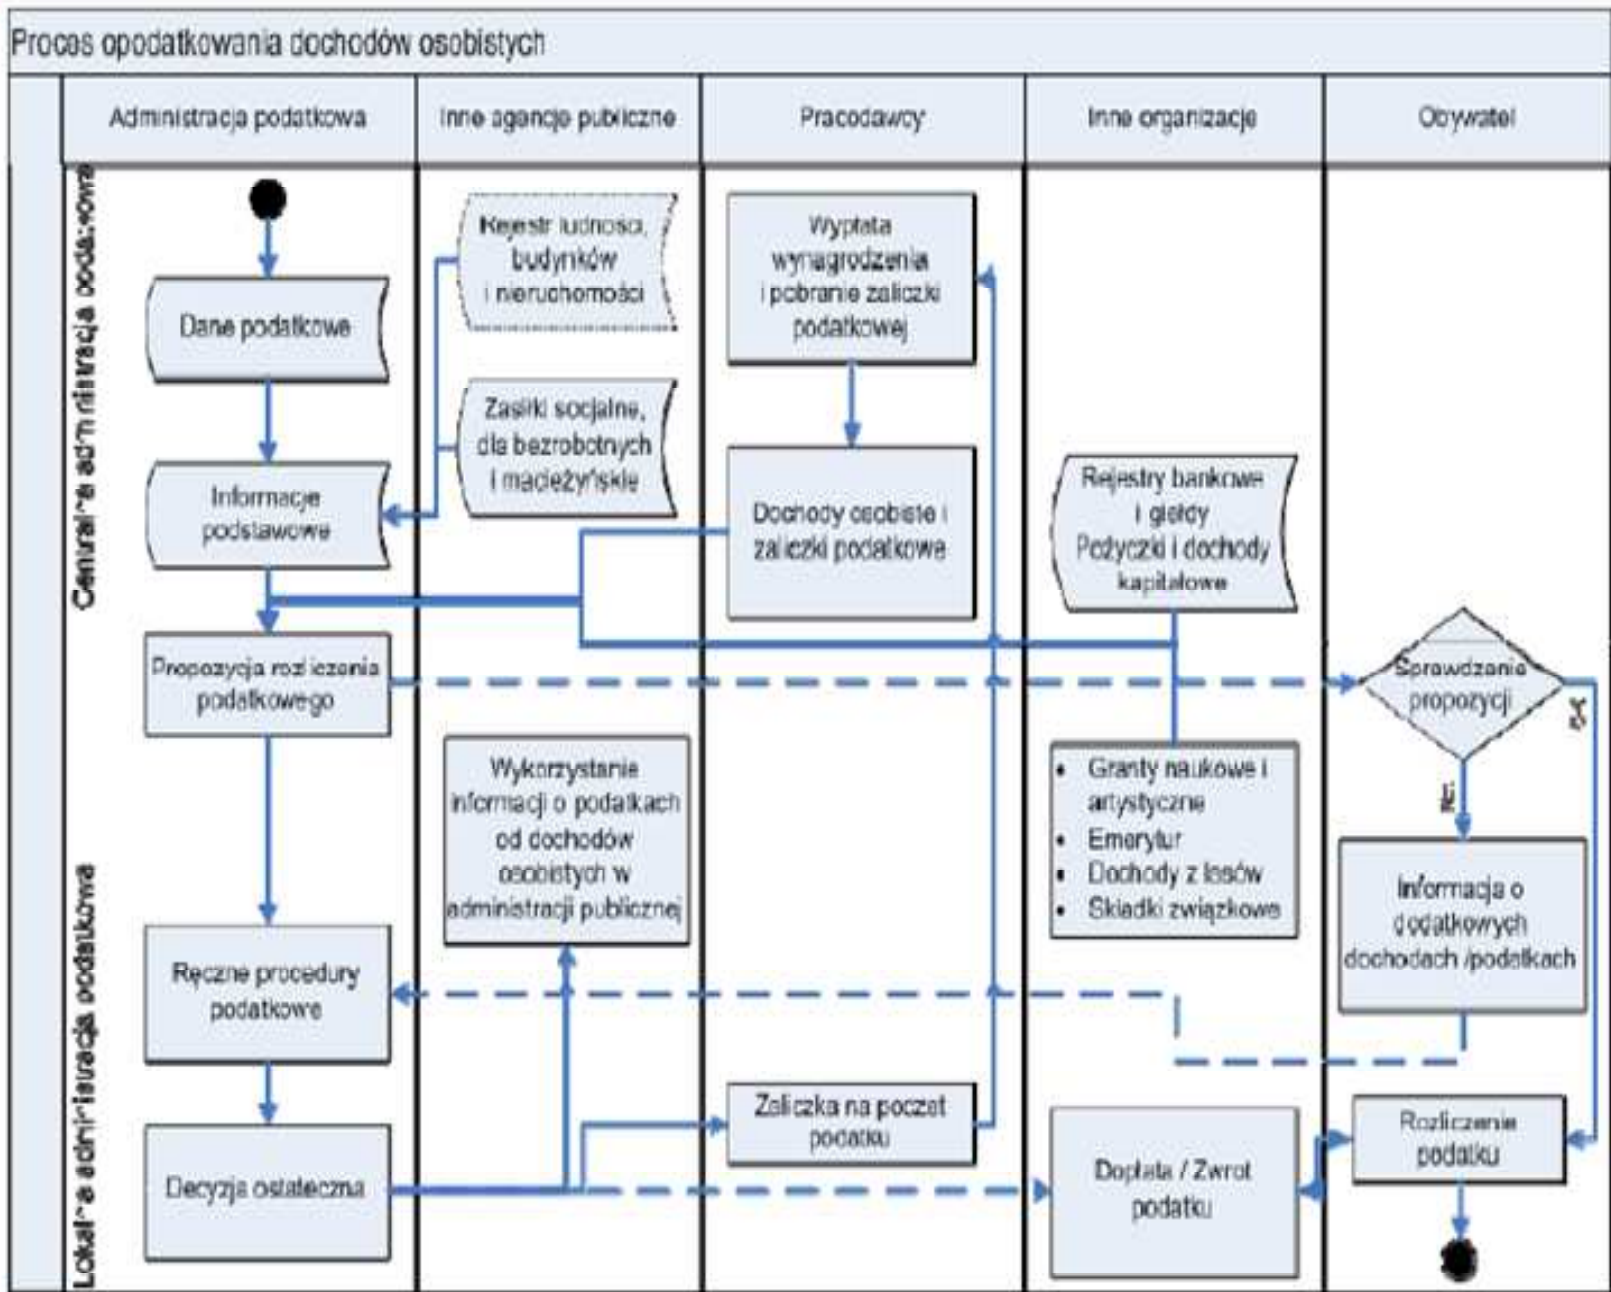 Proces opodatkowania dochodów osobistych
Administracja podatkowa
Inne agencje publiczne
Pracodawcy
Inne organizacje
Obywatel
Centralna administracja podatkowa
Dane podatkowe
Informacje
podstawowe
Propozycja rozliczenia
podatkowego
Lokalna administracja podatkowa
Ręczne procedury
podatkowe
Decyzja ostateczna
Rejestr ludności,
budynków
i nieruchomości
Zasiłki socjalne,
dla bezrobotnych
i macieżyńskie
Wykorzystanie
informacji o podatkach
od dochodów
osobistych w
administracji publicznej
Wypłata
wynagrodzenia
i pobranie zaliczki
podatkowej
Dochody osobiste i
zaliczki podatkowe
Zaliczka na poczet
podatku
Rejestry bankowe
i giełdy
Pożyczki i dochody
kapitałowe
• Granty naukowe i
artystyczne
• Emerytur
• Dochody z lasów
• Składki związkowe
Dopłata / Zwrot
podatku
Sprawdzanie
propozycji
Informacja o
dodatkowych
dochodach /podatkach
Rozliczenie
podatku